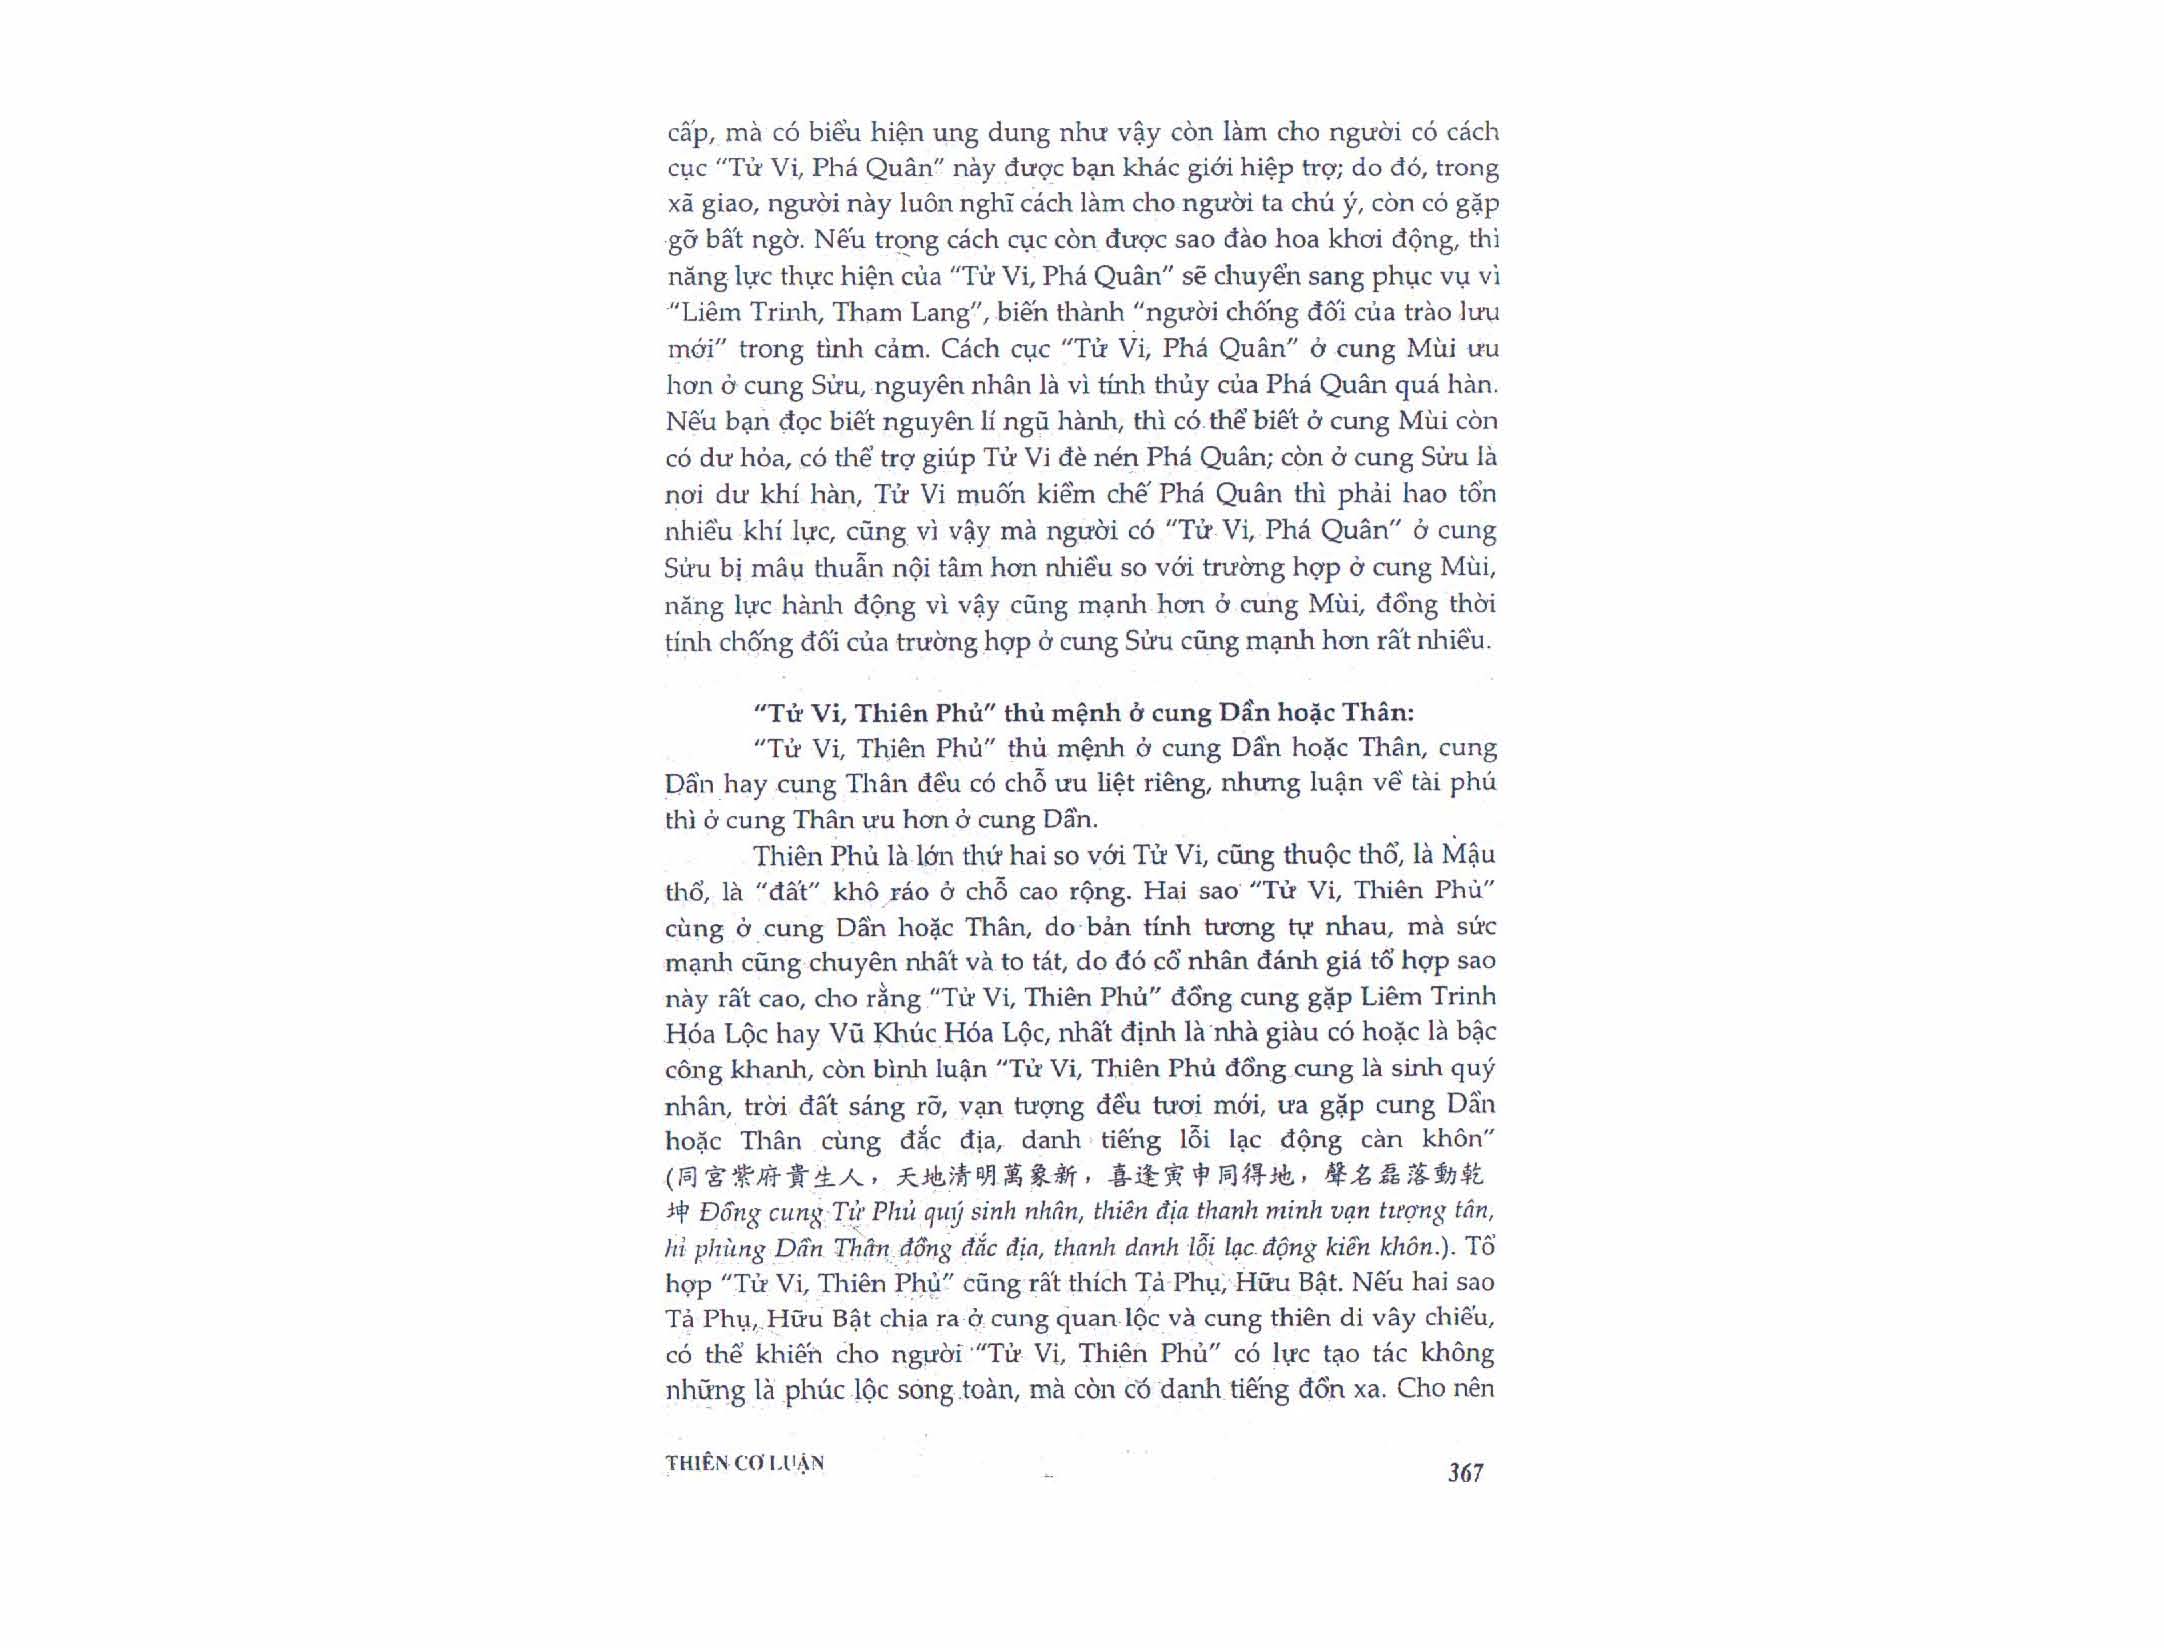 cấp, mà có biểu hiện ung dung như vậy còn làm cho người có cách
cục "Tử Vi, Phá Quân" này được bạn khác giới hiệp trợ; do đó, trong
xã giao, người này luôn nghĩ cách làm cho người ta chú ý, còn có gặp
gỡ bất ngờ. Nếu trong cách cục còn được sao đào hoa khơi động, thì
năng lực thực hiện của "Tử Vi, Phá Quân" sẽ chuyển sang phục vụ vì
"Liêm Trinh, Tham Lang", biến thành "người chống đối của trào lưu
mới" trong tình cảm. Cách cục "Tử Vi, Phá Quân" ở cung Mùi ưu
hơn ở cung Sửu, nguyên nhân là vì tính thủy của Phá Quân quá hàn.
Nếu bạn đọc biết nguyên lí ngũ hành, thì có thể biết ở cung Mùi còn
có dư hỏa, có thể trợ giúp Tử Vi đè nén Phá Quân; còn ở cung Sửu là
nơi dư khí hàn, Tử Vi muốn kiềm chế Phá Quân thì phải hao tổn
nhiều khí lực, cũng vì vậy mà người có "Tử Vi, Phá Quân" ở cung
Sửu bị mâu thuẫn nội tâm hơn nhiều so với trường hợp ở cung Mùi,
năng lực hành động vì vậy cũng mạnh hơn ở cung Mùi, đồng thời
tính chống đối của trường hợp ở cung Sửu cũng mạnh hơn rất nhiều.
"Tử Vi, Thiên Phủ" thủ mệnh ở cung Dần hoặc Thân:
"Tử Vi, Thiên Phủ" thủ mệnh ở cung Dần hoặc Thân, cung
Dần hay cung Thân đều có chỗ ưu liệt riêng, nhưng luận về tài phú
thì ở cung Thân ưu hơn ở cung Dần.
Thiên Phủ là lớn thứ hai so với Tử Vi, cũng thuộc thổ, là Mậu
thổ, là "đất" khô ráo ở chỗ cao rộng. Hai sao "Tử Vi, Thiên Phủ"
cùng ở cung Dần hoặc Thân, do bản tính tương tự nhau, mà sức
mạnh cũng chuyên nhất và to tát, do đó cổ nhân đánh giá tổ hợp sao
này rất cao, cho rằng "Tử Vi, Thiên Phủ" đồng cung gặp Liêm Trinh
Hóa Lộc hay Vũ Khúc Hóa Lộc, nhất định là nhà giàu có hoặc là bậc
công khanh, còn bình luận "Tử Vi, Thiên Phủ đồng cung là sinh quý
nhân, trời đất sáng rỡ, vạn tượng đều tươi mới, ưa gặp cung Dần
hoặc Thân cùng đắc địa, danh tiếng lỗi lạc động càn khôn"
(同宮紫府貴生人，天地清明萬象新，喜逢寅申同得地，聲名磊落動乾
坤 Đồng cung Tử Phủ quý sinh nhân, thiên địa thanh minh vạn tượng tân,
hỉ phùng Dần Thân đồng đắc địa, thanh danh lỗi lạc động kiền khôn.). Tổ
hợp "Tử Vi, Thiên Phủ" cũng rất thích Tả Phụ, Hữu Bật. Nếu hai sao
Tả Phụ, Hữu Bật chia ra ở cung quan lộc và cung thiên di vây chiếu,
có thể khiến cho người "Tử Vi, Thiên Phủ" có lực tạo tác không
những là phúc lộc song toàn, mà còn có danh tiếng đồn xa. Cho nên
THIÊN CƠ LUẬN
367